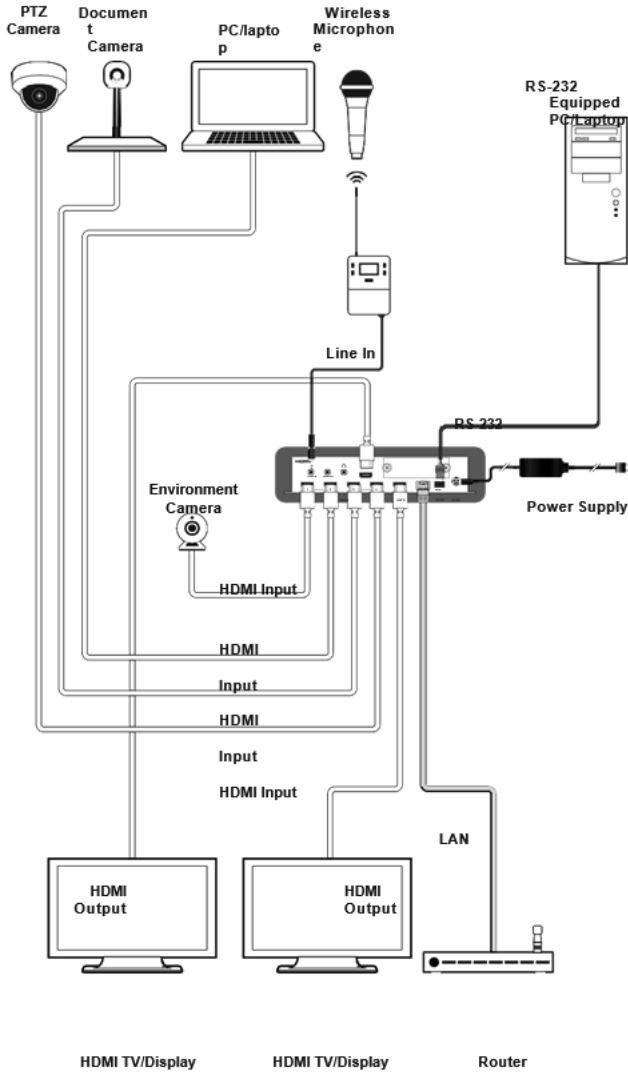 PTZ
Camera
Documen
t
Camera
PC/lapto
p
Wireless
Microphon
e
RS-232
Equipped
PC/Laptop
Line In
RS-232
Environment
Camera
Power Supply
HDMI Input
HDMI
Input
HDMI
Input
HDMI Input
LAN
HDMI
Output
HDMI
Output
HDMI TV/Display
HDMI TV/Display
Router